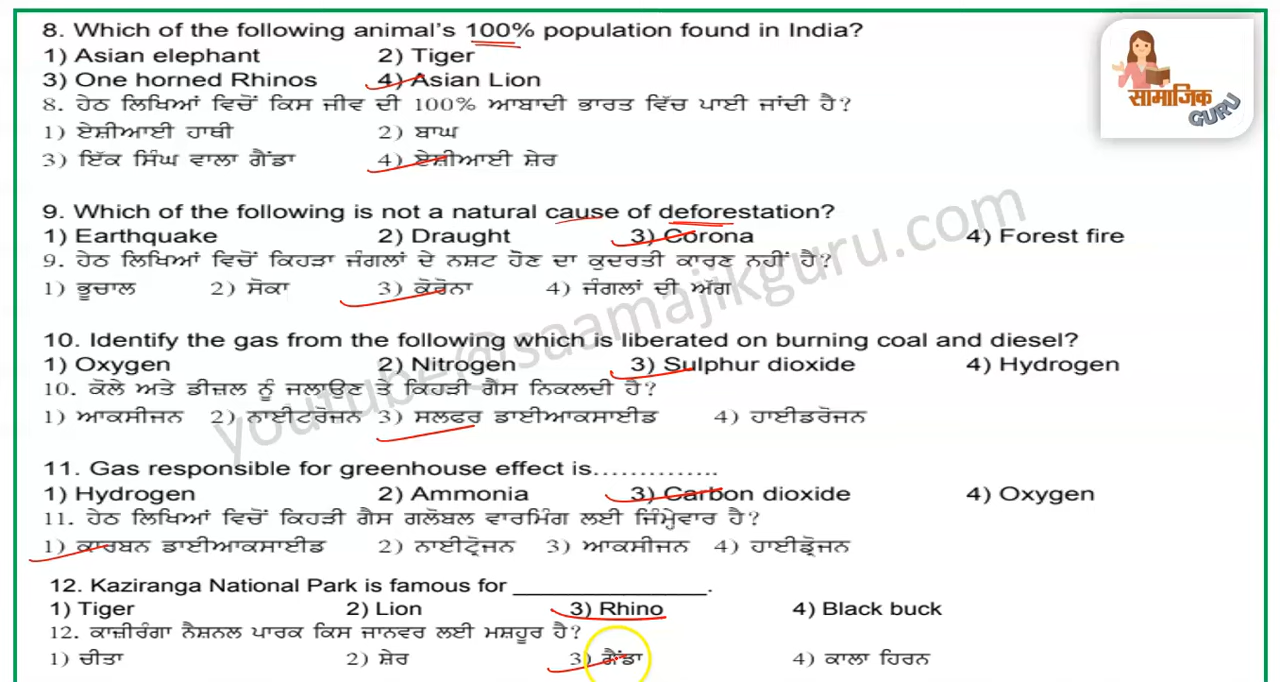 8. Which of the following animal's 100% population found in India?
1) Asian elephant 2) Tiger
3) One horned Rhinos 4) Asian Lion
8. ਹੇਠ ਲਿਖਿਆਂ ਵਿਚੋਂ ਕਿਸ ਜੀਵ ਦੀ 100% ਆਬਾਦੀ ਭਾਰਤ ਵਿੱਚ ਪਾਈ ਜਾਂਦੀ ਹੈ?
1) ਏਸ਼ੀਆਈ ਹਾਥੀ 2) ਬਾਘ
3) ਇੱਕ ਸਿੰਘ ਵਾਲਾ ਗੈਂਡਾ 4) ਏਸ਼ੀਆਈ ਸ਼ੇਰ
सामाजिक
GURU
9. Which of the following is not a natural cause of deforestation?
1) Earthquake 2) Draught 3) Corona 4) Forest fire
9. ਹੇਠ ਲਿਖਿਆਂ ਵਿਚੋਂ ਕਿਹੜਾ ਜੰਗਲਾਂ ਦੇ ਨਸ਼ਟ ਹੋਣ ਦਾ ਕੁਦਰਤੀ ਕਾਰਣ ਨਹੀਂ ਹੈ?
1) ਭੂਚਾਲ 2) ਸੋਕਾ 3) ਕੋਰੋਨਾ 4) ਜੰਗਲਾਂ ਦੀ ਅੱਗ
10. Identify the gas from the following which is liberated on burning coal and diesel?
1) Oxygen 2) Nitrogen 3) Sulphur dioxide 4) Hydrogen
10. ਕੋਲੇ ਅਤੇ ਡੀਜ਼ਲ ਨੂੰ ਜਲਾਉਣ ਤੇ ਕਿਹੜੀ ਗੈਸ ਨਿਕਲਦੀ ਹੈ?
1) ਆਕਸੀਜਨ 2) ਨਾਈਟਰੋਜ਼ਨ 3) ਸਲਫਰ ਡਾਈਆਕਸਾਈਡ 4) ਹਾਈਡਰੋਜਨ
11. Gas responsible for greenhouse effect is…………..
1) Hydrogen 2) Ammonia 3) Carbon dioxide 4) Oxygen
11. ਹੇਠ ਲਿਖਿਆਂ ਵਿਚੋਂ ਕਿਹੜੀ ਗੈਸ ਗਲੋਬਲ ਵਾਰਮਿੰਗ ਲਈ ਜਿੰਮੇਵਾਰ ਹੈ?
1) ਕਾਰਬਨ ਡਾਈਆਕਸਾਈਡ 2) ਨਾਈਟ੍ਰੋਜਨ 3) ਆਕਸੀਜਨ 4) ਹਾਈਡ੍ਰੋਜਨ
12. Kaziranga National Park is famous for ________________.
1) Tiger 2) Lion 3) Rhino 4) Black buck
12. ਕਾਜ਼ੀਰੰਗਾ ਨੈਸ਼ਨਲ ਪਾਰਕ ਕਿਸ ਜਾਨਵਰ ਲਈ ਮਸ਼ਹੂਰ ਹੈ?
1) ਚੀਤਾ 2) ਸ਼ੇਰ 3) ਗੈਂਡਾ 4) ਕਾਲਾ ਹਿਰਨ
youtube-@saamajikguru.com